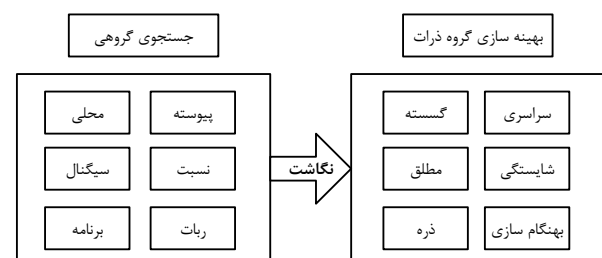 بهینه سازی گروه ذرات
جستجوی گروهی
سراسری
گسسته
پیوسته
محلی
شایستگی
مطلق
نگاشت
نسبت
سیگنال
بهنگام سازی
ذره
ربات
برنامه